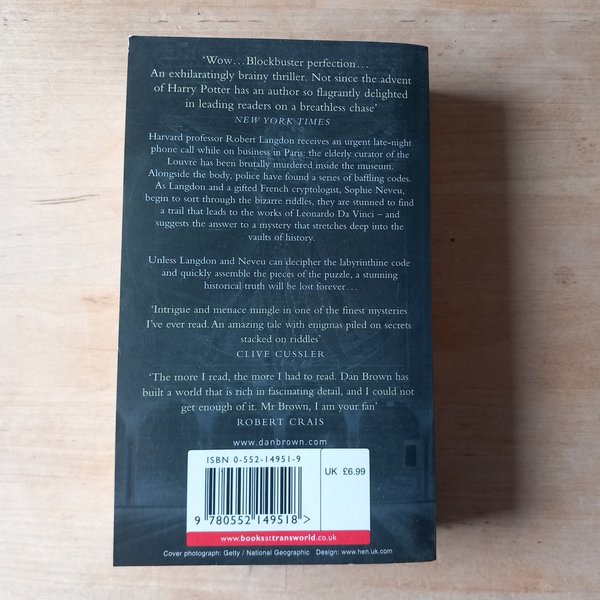 ‘Wow…Blockbuster perfection…
An exhilaratingly brainy thriller. Not since the advent
of Harry Potter has an author so flagrantly delighted
in leading readers on a breathless chase’
NEW YORK TIMES
Harvard professor Robert Langdon receives an urgent late-night
phone call while on business in Paris: the elderly curator of the
Louvre has been brutally murdered inside the museum.
Alongside the body, police have found a series of baffling codes.
As Langdon and a gifted French cryptologist, Sophie Neveu,
begin to sort through the bizarre riddles, they are stunned to find
a trail that leads to the works of Leonardo Da Vinci – and
suggests the answer to a mystery that stretches deep into the
vaults of history.
Unless Langdon and Neveu can decipher the labyrinthine code
and quickly assemble the pieces of the puzzle, a stunning
historical truth will be lost forever…
‘Intrigue and menace mingle in one of the finest mysteries
I’ve ever read. An amazing tale with enigmas piled on secrets
stacked on riddles’
CLIVE CUSSLER
‘The more I read, the more I had to read. Dan Brown has
built a world that is rich in fascinating detail, and I could not
get enough of it. Mr Brown, I am your fan’
ROBERT CRAIS
www.danbrown.com
ISBN 0-552-14951-9
UK £6.99
9 780552 149518 >
www.booksattransworld.co.uk
Cover photograph: Getty / National Geographic Design: www.hen.uk.com